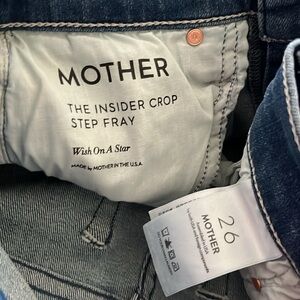 MOTHER
THE INSIDER CROP
STEP FRAY
Wish On A Star
MADE by MOTHER IN THE U.S.A.
26
MOTHER